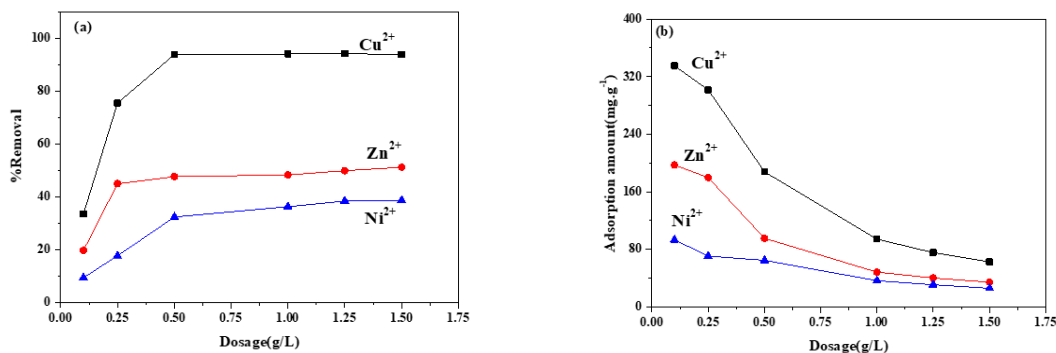 (a)
Cu2+
Zn2+
Ni2+
%Removal
100
80
60
40
20
0
0.00 0.25 0.50 0.75 1.00 1.25 1.50 1.75
Dosage(g/L)
(b)
Cu2+
Zn2+
Ni2+
Adsorption amount(mg.g-1)
400
320
240
160
80
0
0.00 0.25 0.50 0.75 1.00 1.25 1.50 1.75
Dosage(g/L)